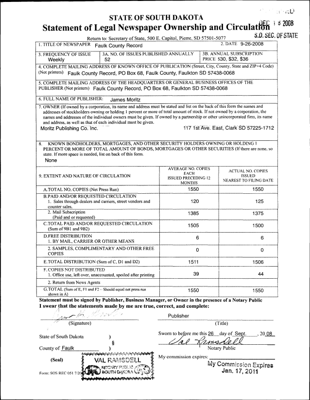 STATE OF SOUTH DAKOTA
Statement of Legal Newspaper Ownership and Circulation
DEC 15 2008
S.D. SEC. OF STATE
Return to: Secretary of State, 500 E. Capitol, Pierre, SD 57501-5077
1. TITLE OF NEWSPAPER Faulk County Record
2. DATE 9-26-2008
3. FREQUENCY OF ISSUE
Weekly
3A. NO. OF ISSUES PUBLISHED ANNUALLY
52
3B. ANNUAL SUBSCRIPTION
PRICE $30, $32, $36
4. COMPLETE MAILING ADDRESS OF KNOWN OFFICE OF PUBLICATION (Street, City, County, State and ZIP+4 Code)
(Not printers) Faulk County Record, PO Box 68, Faulk County, Faulkton SD 57438-0068
5. COMPLETE MAILING ADDRESS OF THE HEADQUARTERS OR GENERAL BUSINESS OFFICES OF THE
PUBLISHER (Not printers) Faulk County Record, PO Box 68, Faulkton SD 57438-0068
6. FULL NAME OF PUBLISHER: James Moritz
7. OWNER (If owned by a corporation, its name and address must be stated and list on the back of this form the names and
addresses of stockholders owning or holding 1 percent or more of total amount of stock. If not owned by a corporation, the
names and addresses of the individual owners must be given. If owned by a partnership or other unincorporated firm, its name
and address, as well as that of each individual must be given.
Moritz Publishing Co. Inc. 117 1st Ave. East, Clark SD 57225-1712
8. KNOWN BONDHOLDERS, MORTGAGES, AND OTHER SECURITY HOLDERS OWNING OR HOLDING 1
PERCENT OR MORE OF TOTAL AMOUNT OF BONDS, MORTGAGES OR OTHER SECURITIES (If there are none, so
state. If more space is needed, list on back of this form.
None
9. EXTENT AND NATURE OF CIRCULATION
AVERAGE NO. COPIES
EACH
ISSUED PRECEDING 12
MONTHS
ACTUAL NO. COPIES
ISSUED
NEAREST TO FILING DATE
A. TOTAL NO. COPIES (Net Press Run) 1550 1550
B. PAID AND/OR REQUESTED CIRCULATION
1. Sales through dealers and carriers, street vendors and
counter sales. 120 125
2. Mail Subscription
(Paid and or requested) 1385 1375
C. TOTAL PAID AND/OR REQUESTED CIRCULATION
(Sum of 9B1 and 9B2) 1505 1500
D. FREE DISTRIBUTION
1. BY MAIL, CARRIER OR OTHER MEANS 6 6
2. SAMPLES, COMPLIMENTARY AND OTHER FREE
COPIES 0 0
E. TOTAL DISTRIBUTION (Sum of C, D1 and D2) 1511 1506
F. COPIES NOT DISTRIBUTED
1. Office use, left over, unaccounted, spoiled after printing 39 44
2. Return from News Agents
G. TOTAL (Sum of E, F1 and F2 - Should equal net press run
shown in A) 1550 1550
Statement must be signed by Publisher, Business Manager, or Owner in the presence of a Notary Public
I owner (that the statements made by me are true, correct, and complete:
Publisher
(Signature) (Title)
State of South Dakota )
Sworn to before me this 26 day of Sept. 2008
§
Val Ramsdell
County of Faulk )
(Seal)
VAL RAMSDELL
NOTARY PUBLIC
SOUTH DAKOTA
My commission expires:
My Commission Expires
Jan. 17, 2011